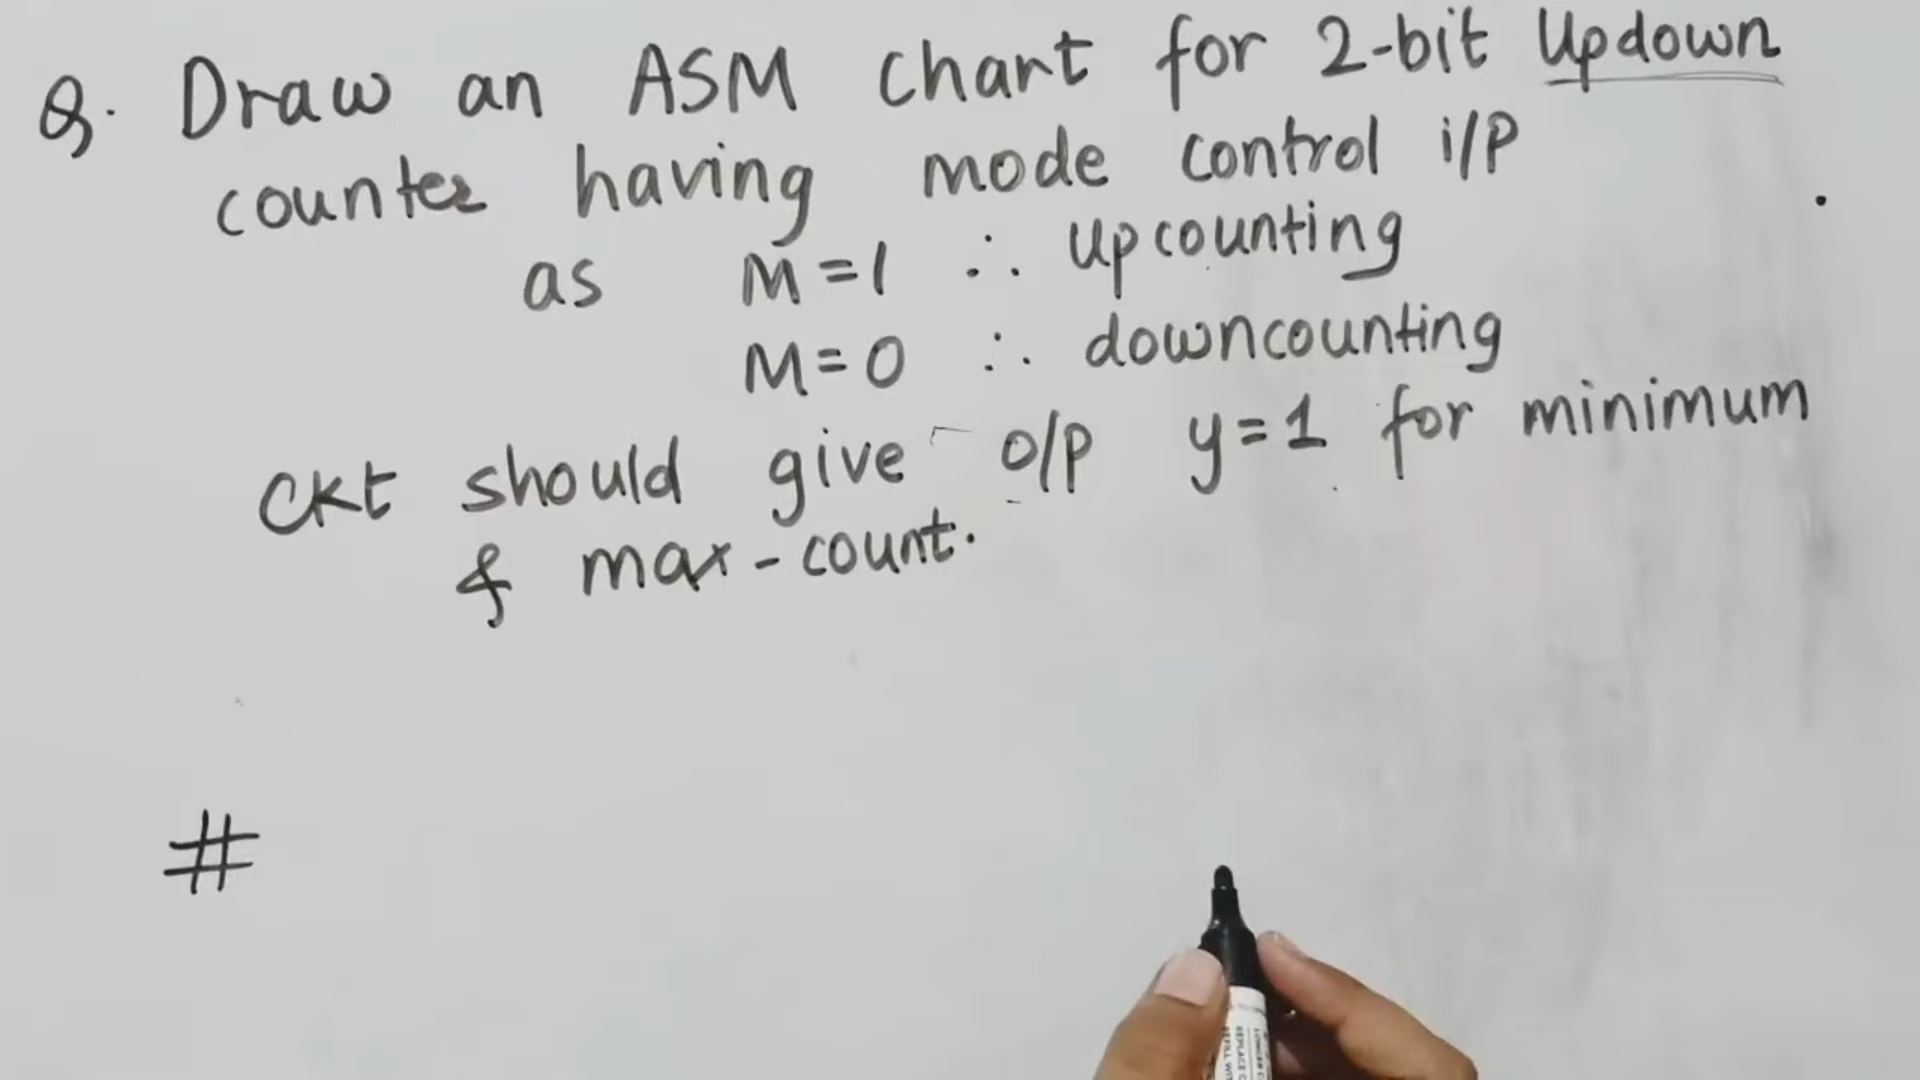 Q. Draw an ASM chart for 2-bit Updown
counter having mode control i/p
as M=1 ∴ upcounting
M=0 ∴ downcounting
ckt should give o/p y=1 for minimum
& max-count.
#